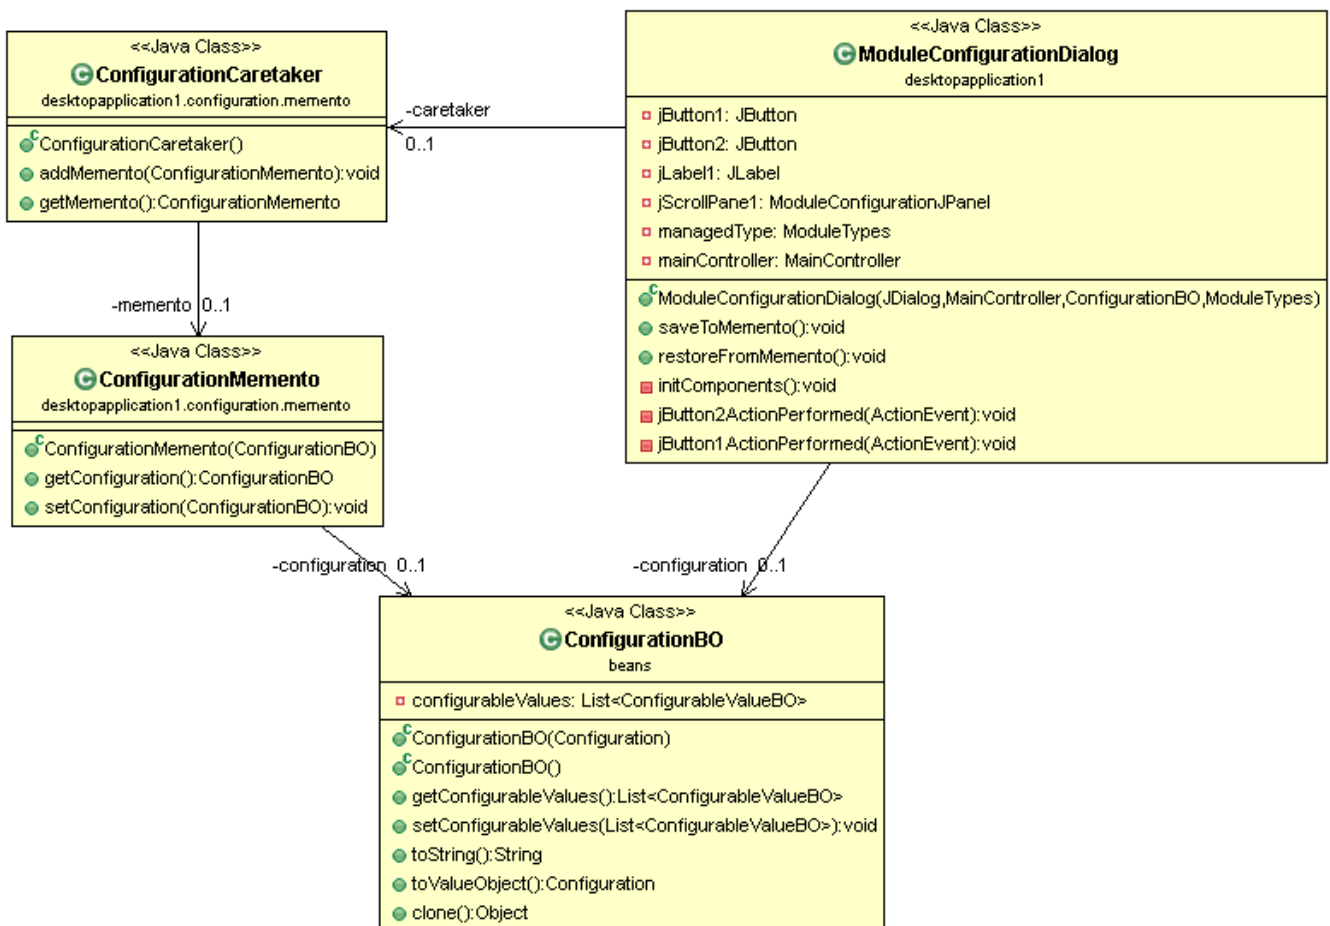 <<Java Class>>
ConfigurationCaretaker
desktopapplication1.configuration.memento
ConfigurationCaretaker()
addMemento(ConfigurationMemento):void
getMemento():ConfigurationMemento
-caretaker
0..1
<<Java Class>>
ModuleConfigurationDialog
desktopapplication1
jButton1: JButton
jButton2: JButton
jLabel1: JLabel
jScrollPane1: ModuleConfigurationJPanel
managedType: ModuleTypes
mainController: MainController
ModuleConfigurationDialog(JDialog,MainController,ConfigurationBO,ModuleTypes)
saveToMemento():void
restoreFromMemento():void
initComponents():void
jButton2ActionPerformed(ActionEvent):void
jButton1ActionPerformed(ActionEvent):void
-memento 0..1
<<Java Class>>
ConfigurationMemento
desktopapplication1.configuration.memento
ConfigurationMemento(ConfigurationBO)
getConfiguration():ConfigurationBO
setConfiguration(ConfigurationBO):void
-configuration 0..1
-configuration 0..1
<<Java Class>>
ConfigurationBO
beans
configurableValues: List<ConfigurableValueBO>
ConfigurationBO(Configuration)
ConfigurationBO()
getConfigurableValues():List<ConfigurableValueBO>
setConfigurableValues(List<ConfigurableValueBO>):void
toString():String
toValueObject():Configuration
clone():Object